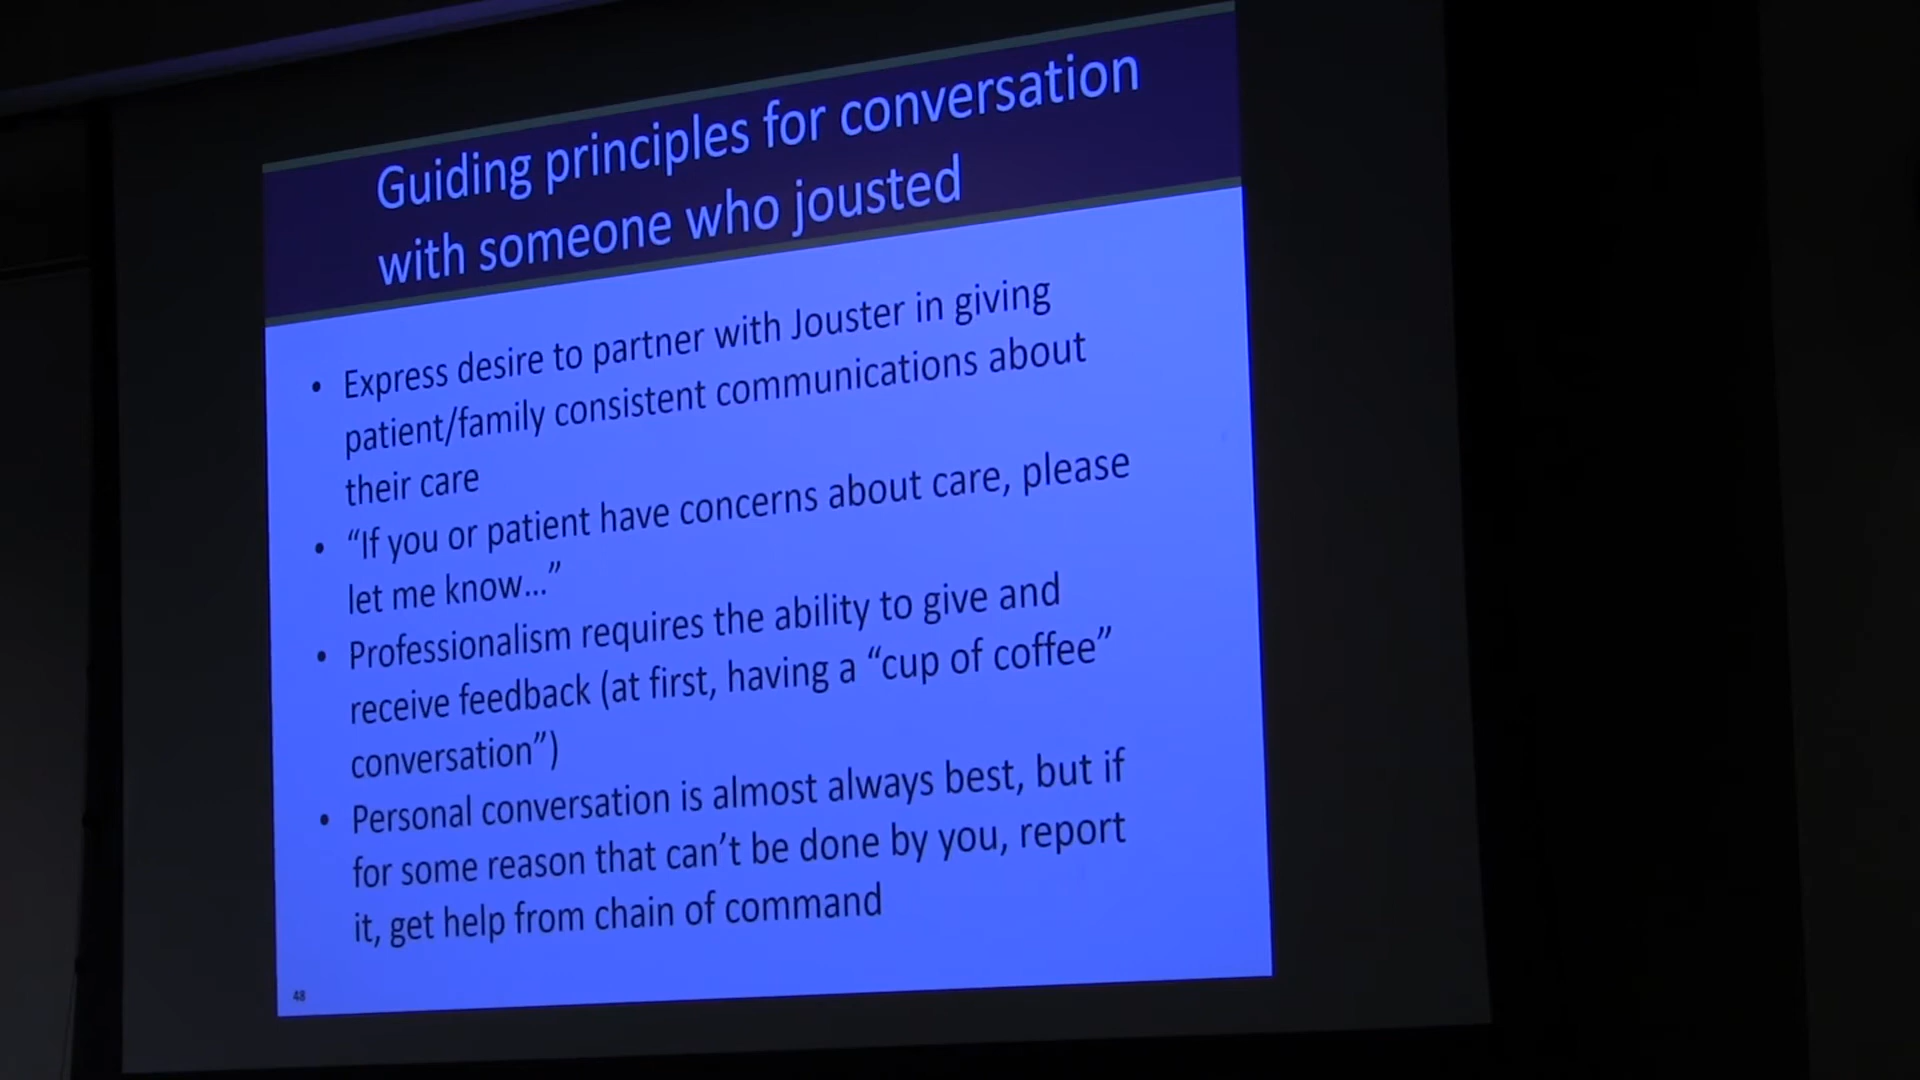 Guiding principles for conversation
with someone who jousted
• Express desire to partner with Jouster in giving
patient/family consistent communications about
their care
• “If you or patient have concerns about care, please
let me know...”
• Professionalism requires the ability to give and
receive feedback (at first, having a “cup of coffee”
conversation”)
• Personal conversation is almost always best, but if
for some reason that can’t be done by you, report
it, get help from chain of command
48